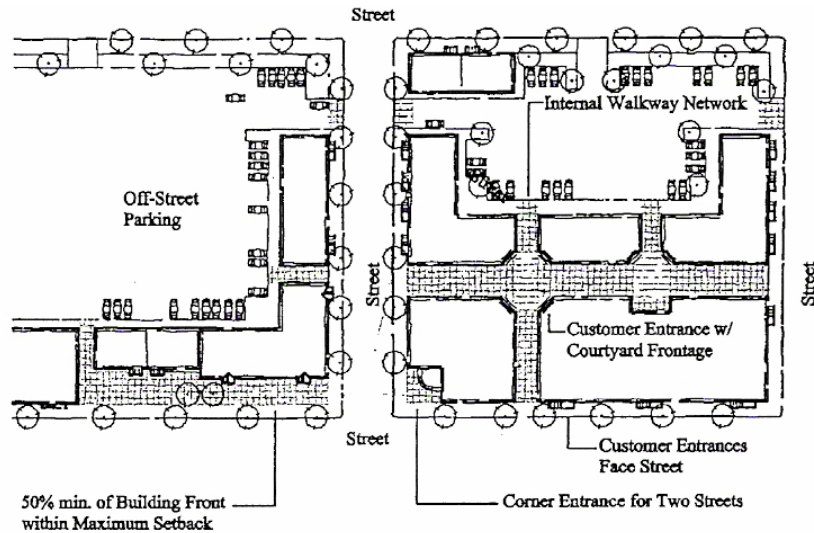 Street
Internal Walkway Network
Off-Street
Parking
Street
Street
Customer Entrance w/
Courtyard Frontage
Street
Customer Entrances
Face Street
50% min. of Building Front
within Maximum Setback
Corner Entrance for Two Streets